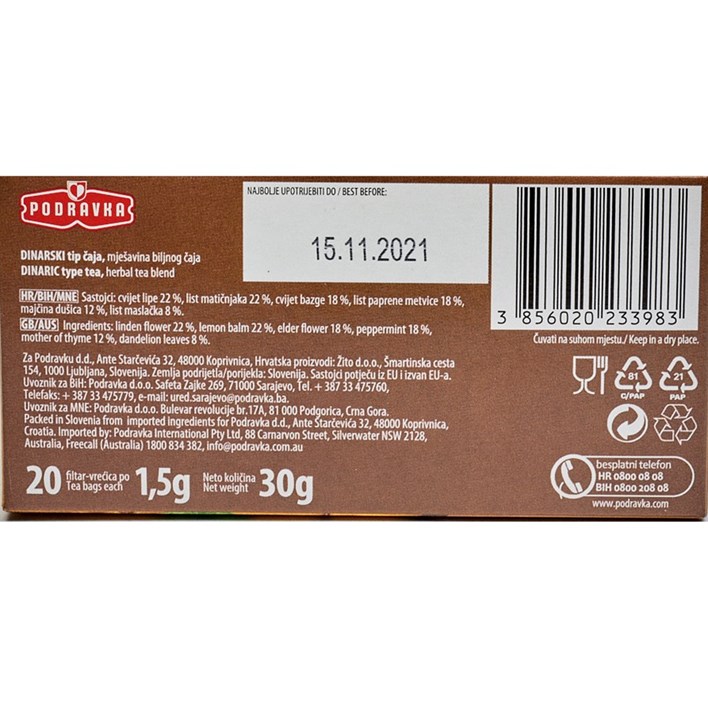 PODRAVKA
NAJBOLJE UPOTRIJEBITI DO / BEST BEFORE:
15.11.2021
DINARSKI tip čaja, mješavina biljnog čaja
DINARIC type tea, herbal tea blend
HR/BIH/MNE Sastojci: cvijet lipe 22 %, list matičnjaka 22 %, cvijet bazge 18 %, list paprene metvice 18 %,
majčina dušica 12 %, list maslačka 8 %.
GB/AUS Ingredients: linden flower 22 %, lemon balm 22 %, elder flower 18 %, peppermint 18 %,
mother of thyme 12 %, dandelion leaves 8 %.
Za Podravku d.d., Ante Starčevića 32, 48000 Koprivnica, Hrvatska proizvodi: Žito d.o.o., Šmartinska cesta
154, 1000 Ljubljana, Slovenija. Zemlja podrijetla/porijekla: Slovenija. Sastojci potječu iz EU i izvan EU-a.
Uvoznik za BiH: Podravka d.o.o. Safeta Zajke 269, 71000 Sarajevo, Tel. + 387 33 475760,
Telefaks: + 387 33 475779, e-mail: ured.sarajevo@podravka.ba.
Uvoznik za MNE: Podravka d.o.o. Bulevar revolucije br.17A, 81 000 Podgorica, Crna Gora.
Packed in Slovenia from imported ingredients for Podravka d.d., Ante Starčevića 32, 48000 Koprivnica,
Croatia. Imported by: Podravka International Pty Ltd, 88 Carnarvon Street, Silverwater NSW 2128,
Australia, Freecall (Australia) 1800 834 382, info@podravka.com.au
20 filtar-vrećica po
Tea bags each 1,5g Neto količina
Net weight 30g
3 856020 233983
Čuvati na suhom mjestu./ Keep in a dry place.
81
C/PAP
21
PAP
besplatni telefon
HR 0800 08 08
BIH 0800 208 08
www.podravka.com